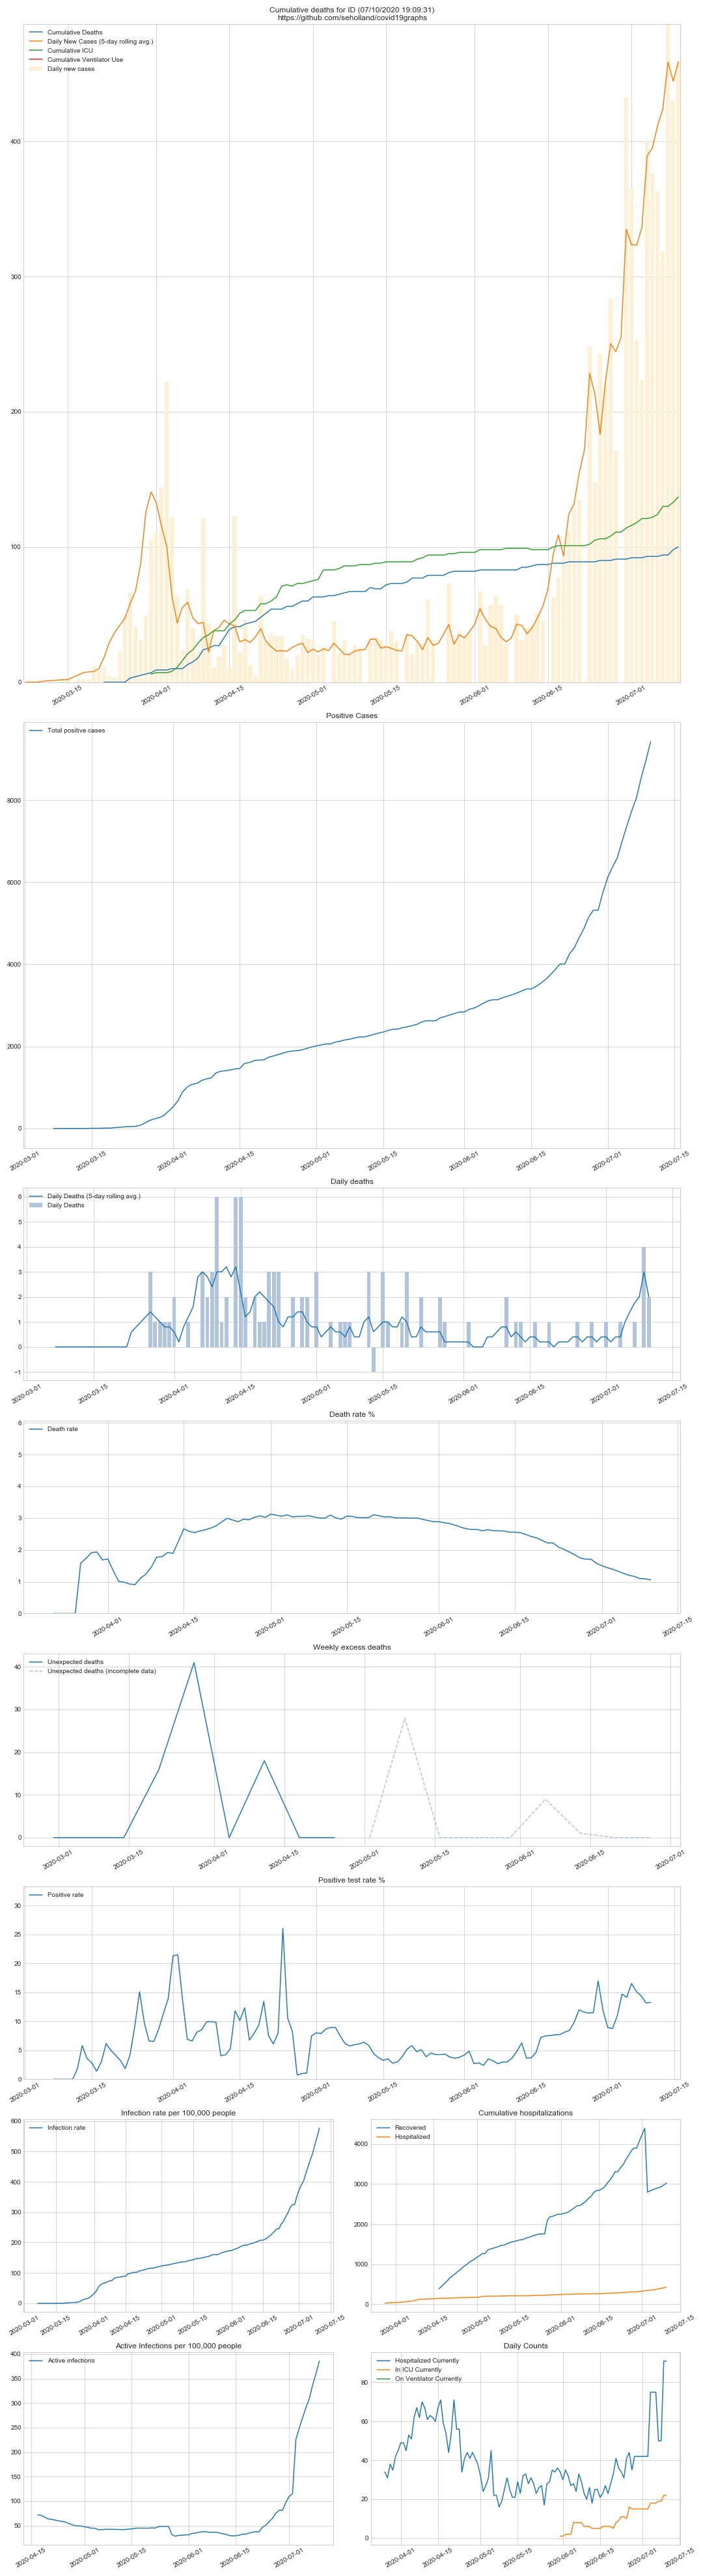 Cumulative deaths for ID (07/10/2020 19:09:31)
https://github.com/seholland/covid19graphs
Cumulative Deaths
Daily New Cases (5-day rolling avg.)
Cumulative ICU
Cumulative Ventilator Use
Daily new cases
400
300
200
100
0
2020-03-15 2020-04-01 2020-04-15 2020-05-01 2020-05-15 2020-06-01 2020-06-15 2020-07-01
Positive Cases
Total positive cases
8000
6000
4000
2000
0
2020-03-01 2020-03-15 2020-04-01 2020-04-15 2020-05-01 2020-05-15 2020-06-01 2020-06-15 2020-07-01 2020-07-15
Daily deaths
Daily Deaths (5-day rolling avg.)
Daily Deaths
6
5
4
3
2
1
0
−1
2020-03-01 2020-03-15 2020-04-01 2020-04-15 2020-05-01 2020-05-15 2020-06-01 2020-06-15 2020-07-01 2020-07-15
Death rate %
Death rate
6
5
4
3
2
1
0
2020-04-01 2020-04-15 2020-05-01 2020-05-15 2020-06-01 2020-06-15 2020-07-01 2020-07-15
Weekly excess deaths
Unexpected deaths
Unexpected deaths (incomplete data)
40
30
20
10
0
2020-03-01 2020-03-15 2020-04-01 2020-04-15 2020-05-01 2020-05-15 2020-06-01 2020-06-15 2020-07-01
Positive test rate %
Positive rate
30
25
20
15
10
5
0
2020-03-01 2020-03-15 2020-04-01 2020-04-15 2020-05-01 2020-05-15 2020-06-01 2020-06-15 2020-07-01 2020-07-15
Infection rate per 100,000 people
Infection rate
600
500
400
300
200
100
0
2020-03-01 2020-03-15 2020-04-01 2020-04-15 2020-05-01 2020-05-15 2020-06-01 2020-06-15 2020-07-01 2020-07-15
Cumulative hospitalizations
Recovered
Hospitalized
4000
3000
2000
1000
0
2020-04-01 2020-04-15 2020-05-01 2020-05-15 2020-06-01 2020-06-15 2020-07-01 2020-07-15
Active Infections per 100,000 people
Active infections
400
350
300
250
200
150
100
50
2020-04-15 2020-05-01 2020-05-15 2020-06-01 2020-06-15 2020-07-01
Daily Counts
Hospitalized Currently
In ICU Currently
On Ventilator Currently
80
60
40
20
0
2020-04-01 2020-04-15 2020-05-01 2020-05-15 2020-06-01 2020-06-15 2020-07-01 2020-07-15